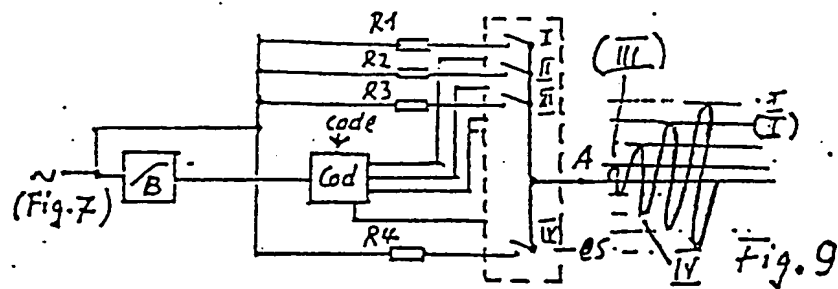 R1
I
R2
II
(III)
R3
III
I
(I)
code
Cod
A
~
B
(Fig. 7)
R4
IV
es
IV
Fig. 9